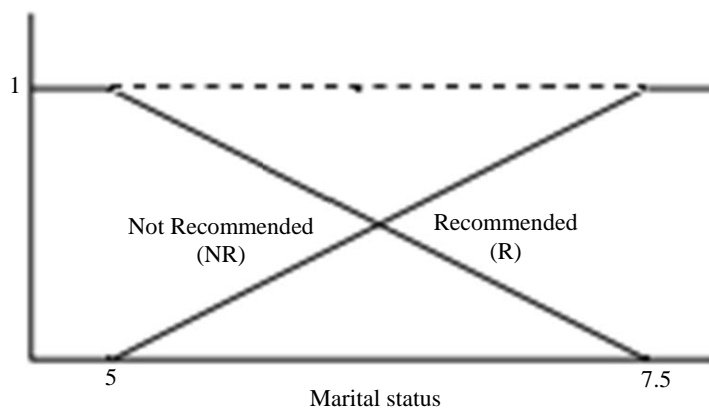 1
Not Recommended
(NR)
Recommended
(R)
5
7.5
Marital status